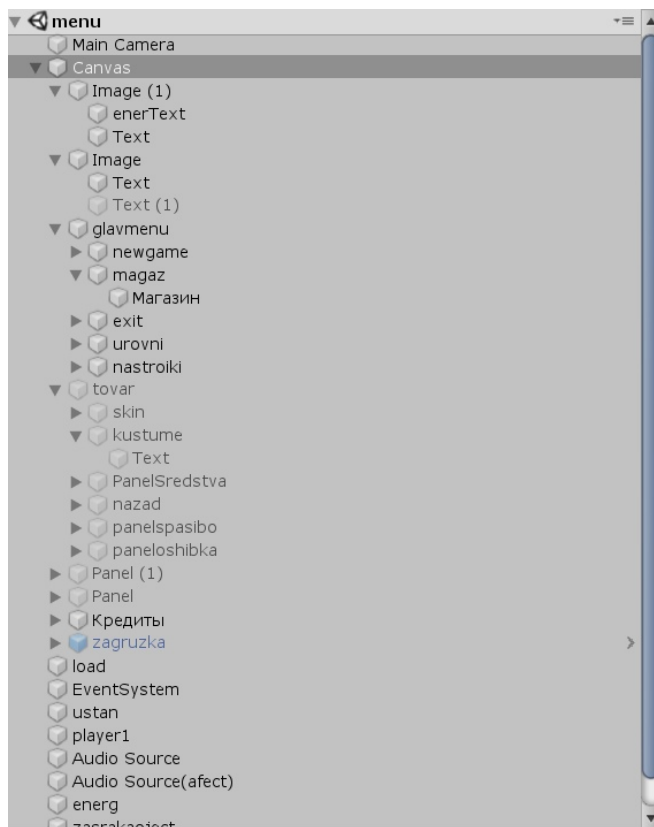 menu
Main Camera
Canvas
Image (1)
enerText
Text
Image
Text
Text (1)
glavmenu
newgame
magaz
Магазин
exit
urovni
nastroiki
tovar
skin
kustume
Text
PanelSredstva
nazad
panelspasibo
paneloshibka
Panel (1)
Panel
Кредиты
zagruzka
load
EventSystem
ustan
player1
Audio Source
Audio Source(afect)
energ